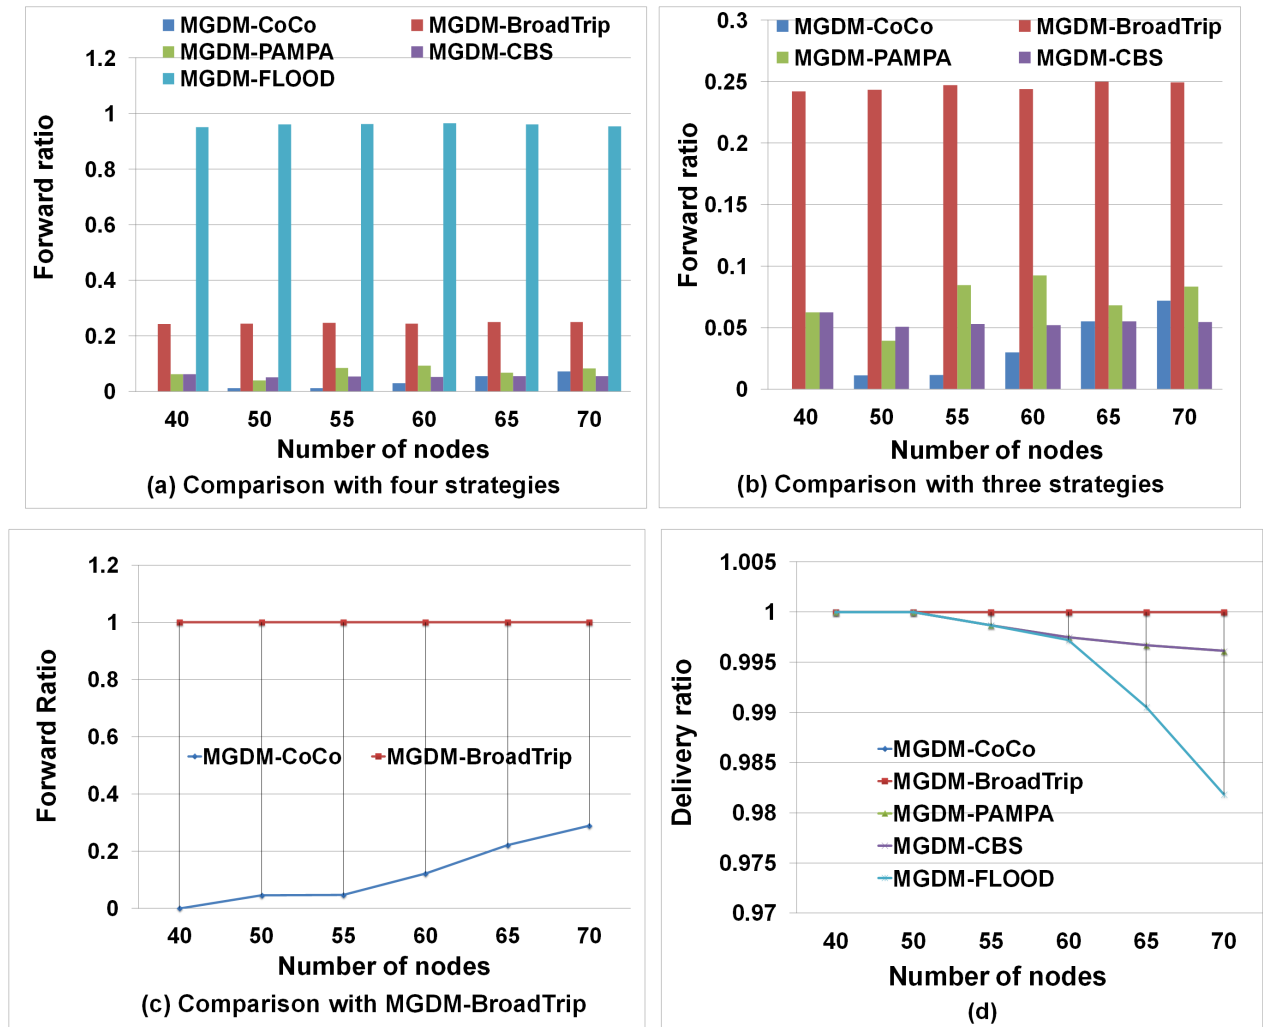 MGDM-CoCo MGDM-BroadTrip
MGDM-PAMPA MGDM-CBS
MGDM-FLOOD
1.2
1
0.8
0.6
0.4
0.2
0
Forward ratio
40 50 55 60 65 70
Number of nodes
(a) Comparison with four strategies
MGDM-CoCo MGDM-BroadTrip
MGDM-PAMPA MGDM-CBS
0.3
0.25
0.2
0.15
0.1
0.05
0
Forward ratio
40 50 55 60 65 70
Number of nodes
(b) Comparison with three strategies
1.2
1
0.8
0.6
0.4
0.2
0
Forward Ratio
MGDM-CoCo MGDM-BroadTrip
40 50 55 60 65 70
Number of nodes
(c) Comparison with MGDM-BroadTrip
1.005
1
0.995
0.99
0.985
0.98
0.975
0.97
Delivery ratio
MGDM-CoCo
MGDM-BroadTrip
MGDM-PAMPA
MGDM-CBS
MGDM-FLOOD
40 50 55 60 65 70
Number of nodes
(d)